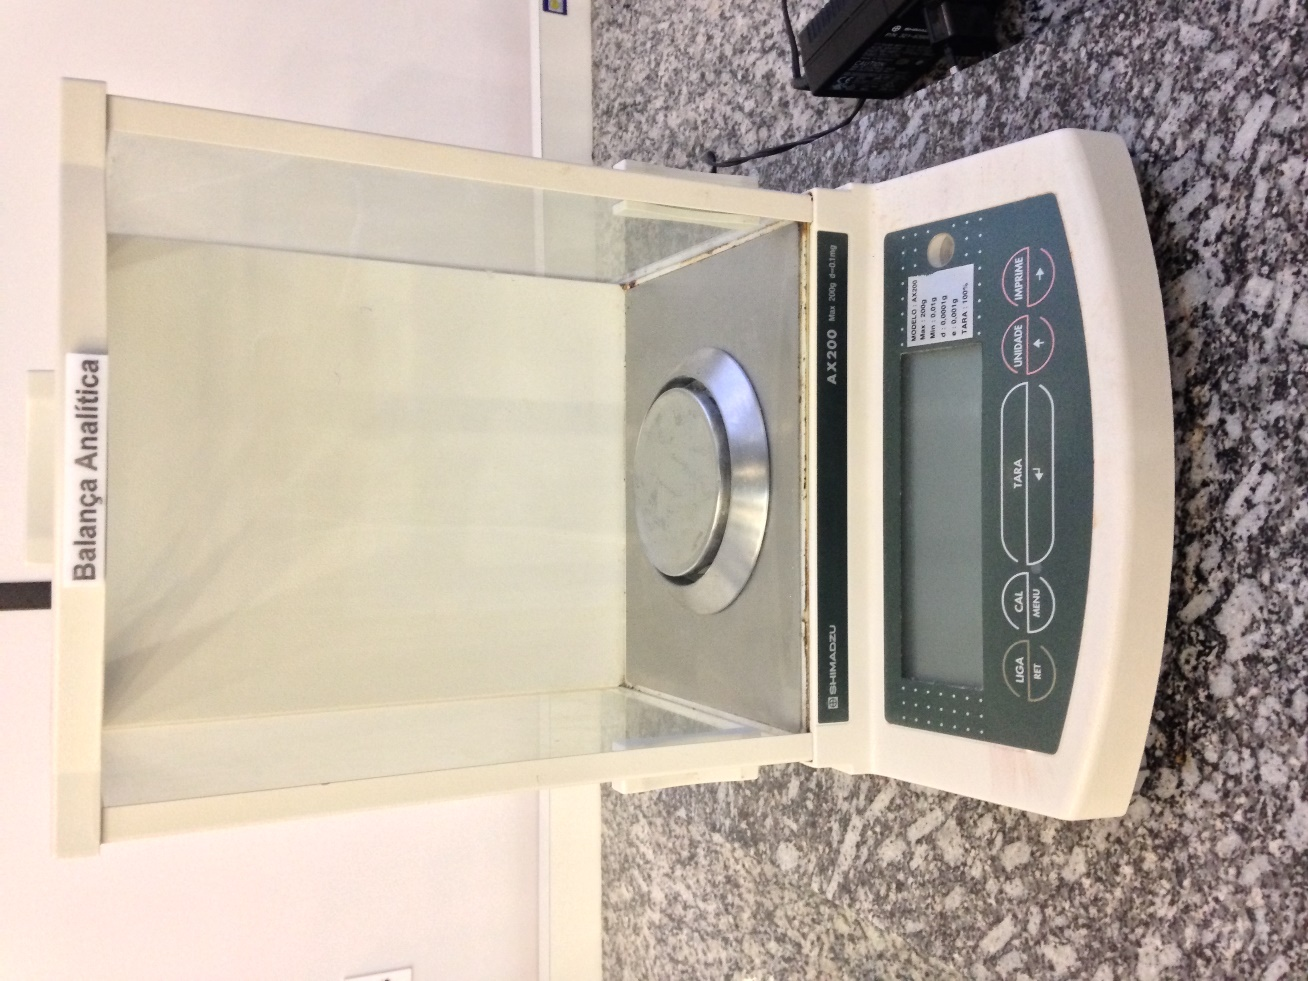 Balança Analítica
SHIMADZU
AX200 Max 200g d=0.1mg
MODELO : AX200
Max : 200g
Min : 0.01g
d : 0.0001g
e : 0.001g
TARA : 100%
LIGA
RET
CAL
MENU
TARA
UNIDADE
IMPRIME